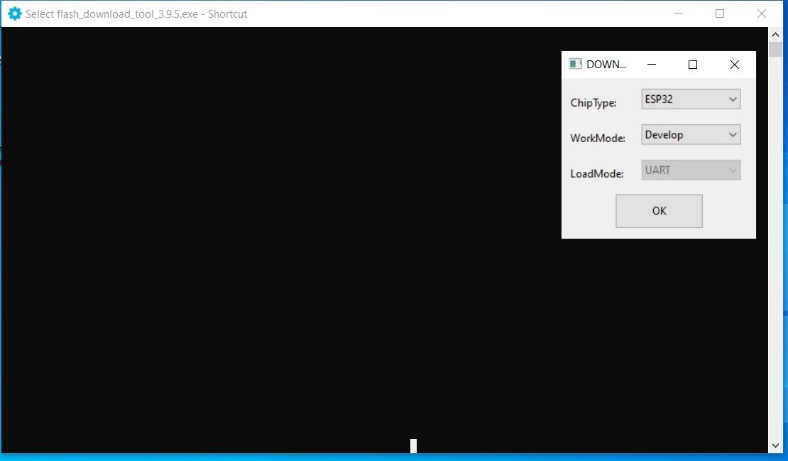 Select flash_download_tool_3.9.5.exe - Shortcut
DOWN...
ChipType: ESP32
WorkMode: Develop
LoadMode: UART
OK